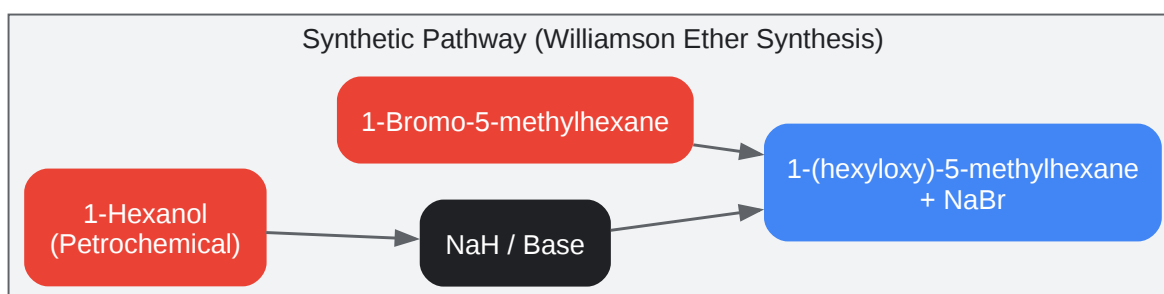 Synthetic Pathway (Williamson Ether Synthesis)
1-Bromo-5-methylhexane
1-(hexyloxy)-5-methylhexane
+ NaBr
1-Hexanol
(Petrochemical)
NaH / Base